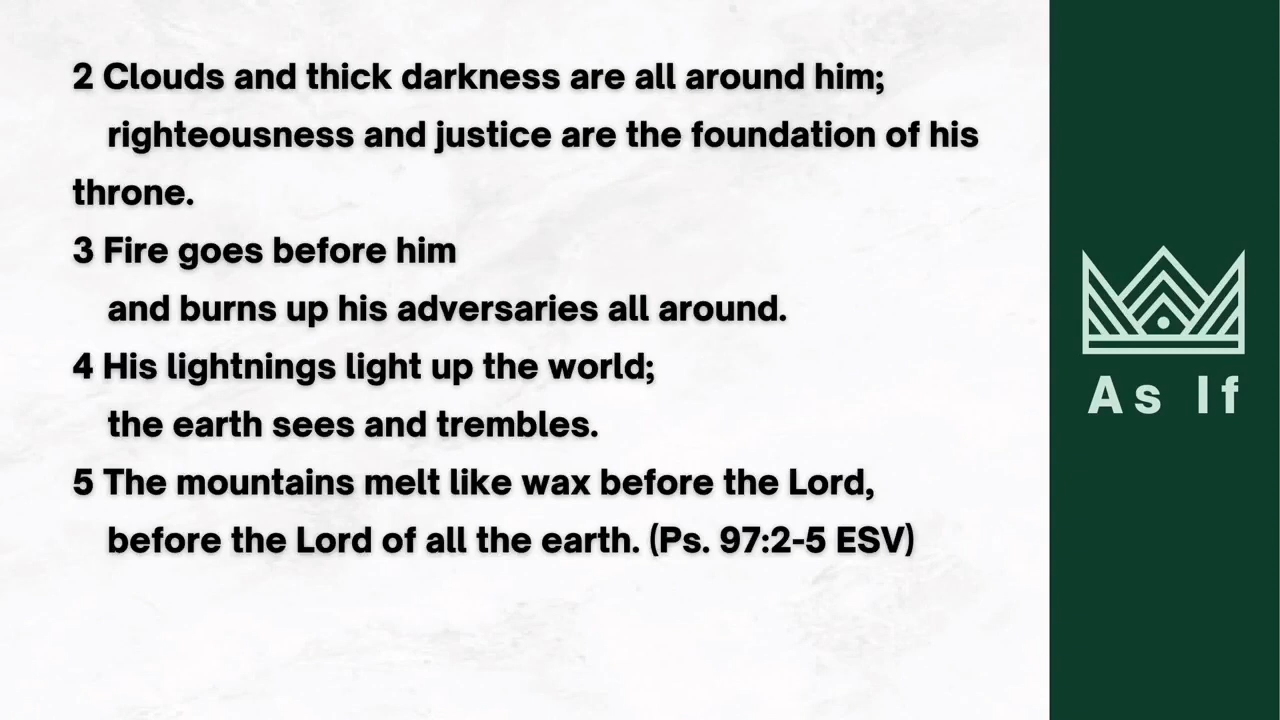 2 Clouds and thick darkness are all around him;
righteousness and justice are the foundation of his
throne.
3 Fire goes before him
and burns up his adversaries all around.
4 His lightnings light up the world;
the earth sees and trembles.
5 The mountains melt like wax before the Lord,
before the Lord of all the earth. (Ps. 97:2-5 ESV)
As If